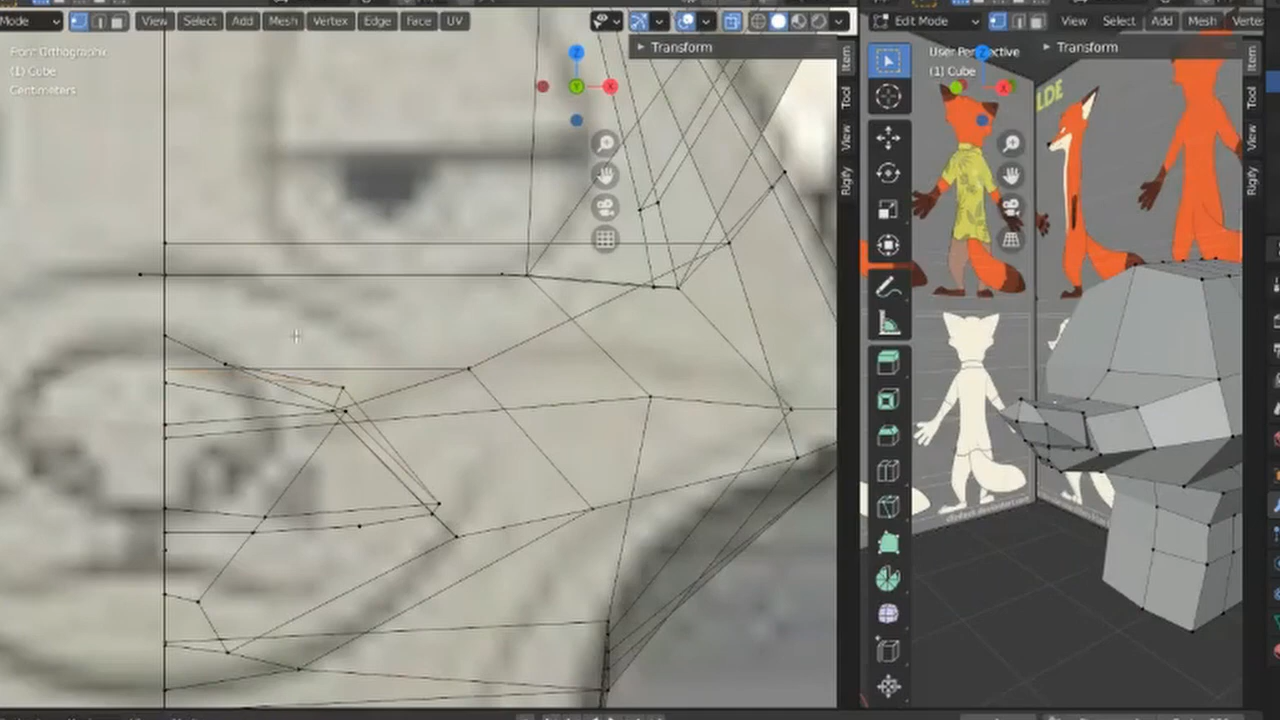 Mode View Select Add Mesh Vertex Edge Face UV
Front Orthographic
(1) Cube
Centimeters
Transform
Item
Tool
View
Rigify
Edit Mode View Select Add Mesh Verte
User Perspective
(1) Cube
Transform
Item
Tool
View
Rigify
LDE